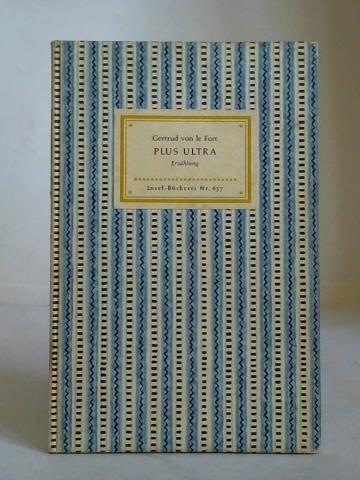 Gertrud von le Fort
PLUS ULTRA
Erzählung
Insel-Bücherei Nr. 657